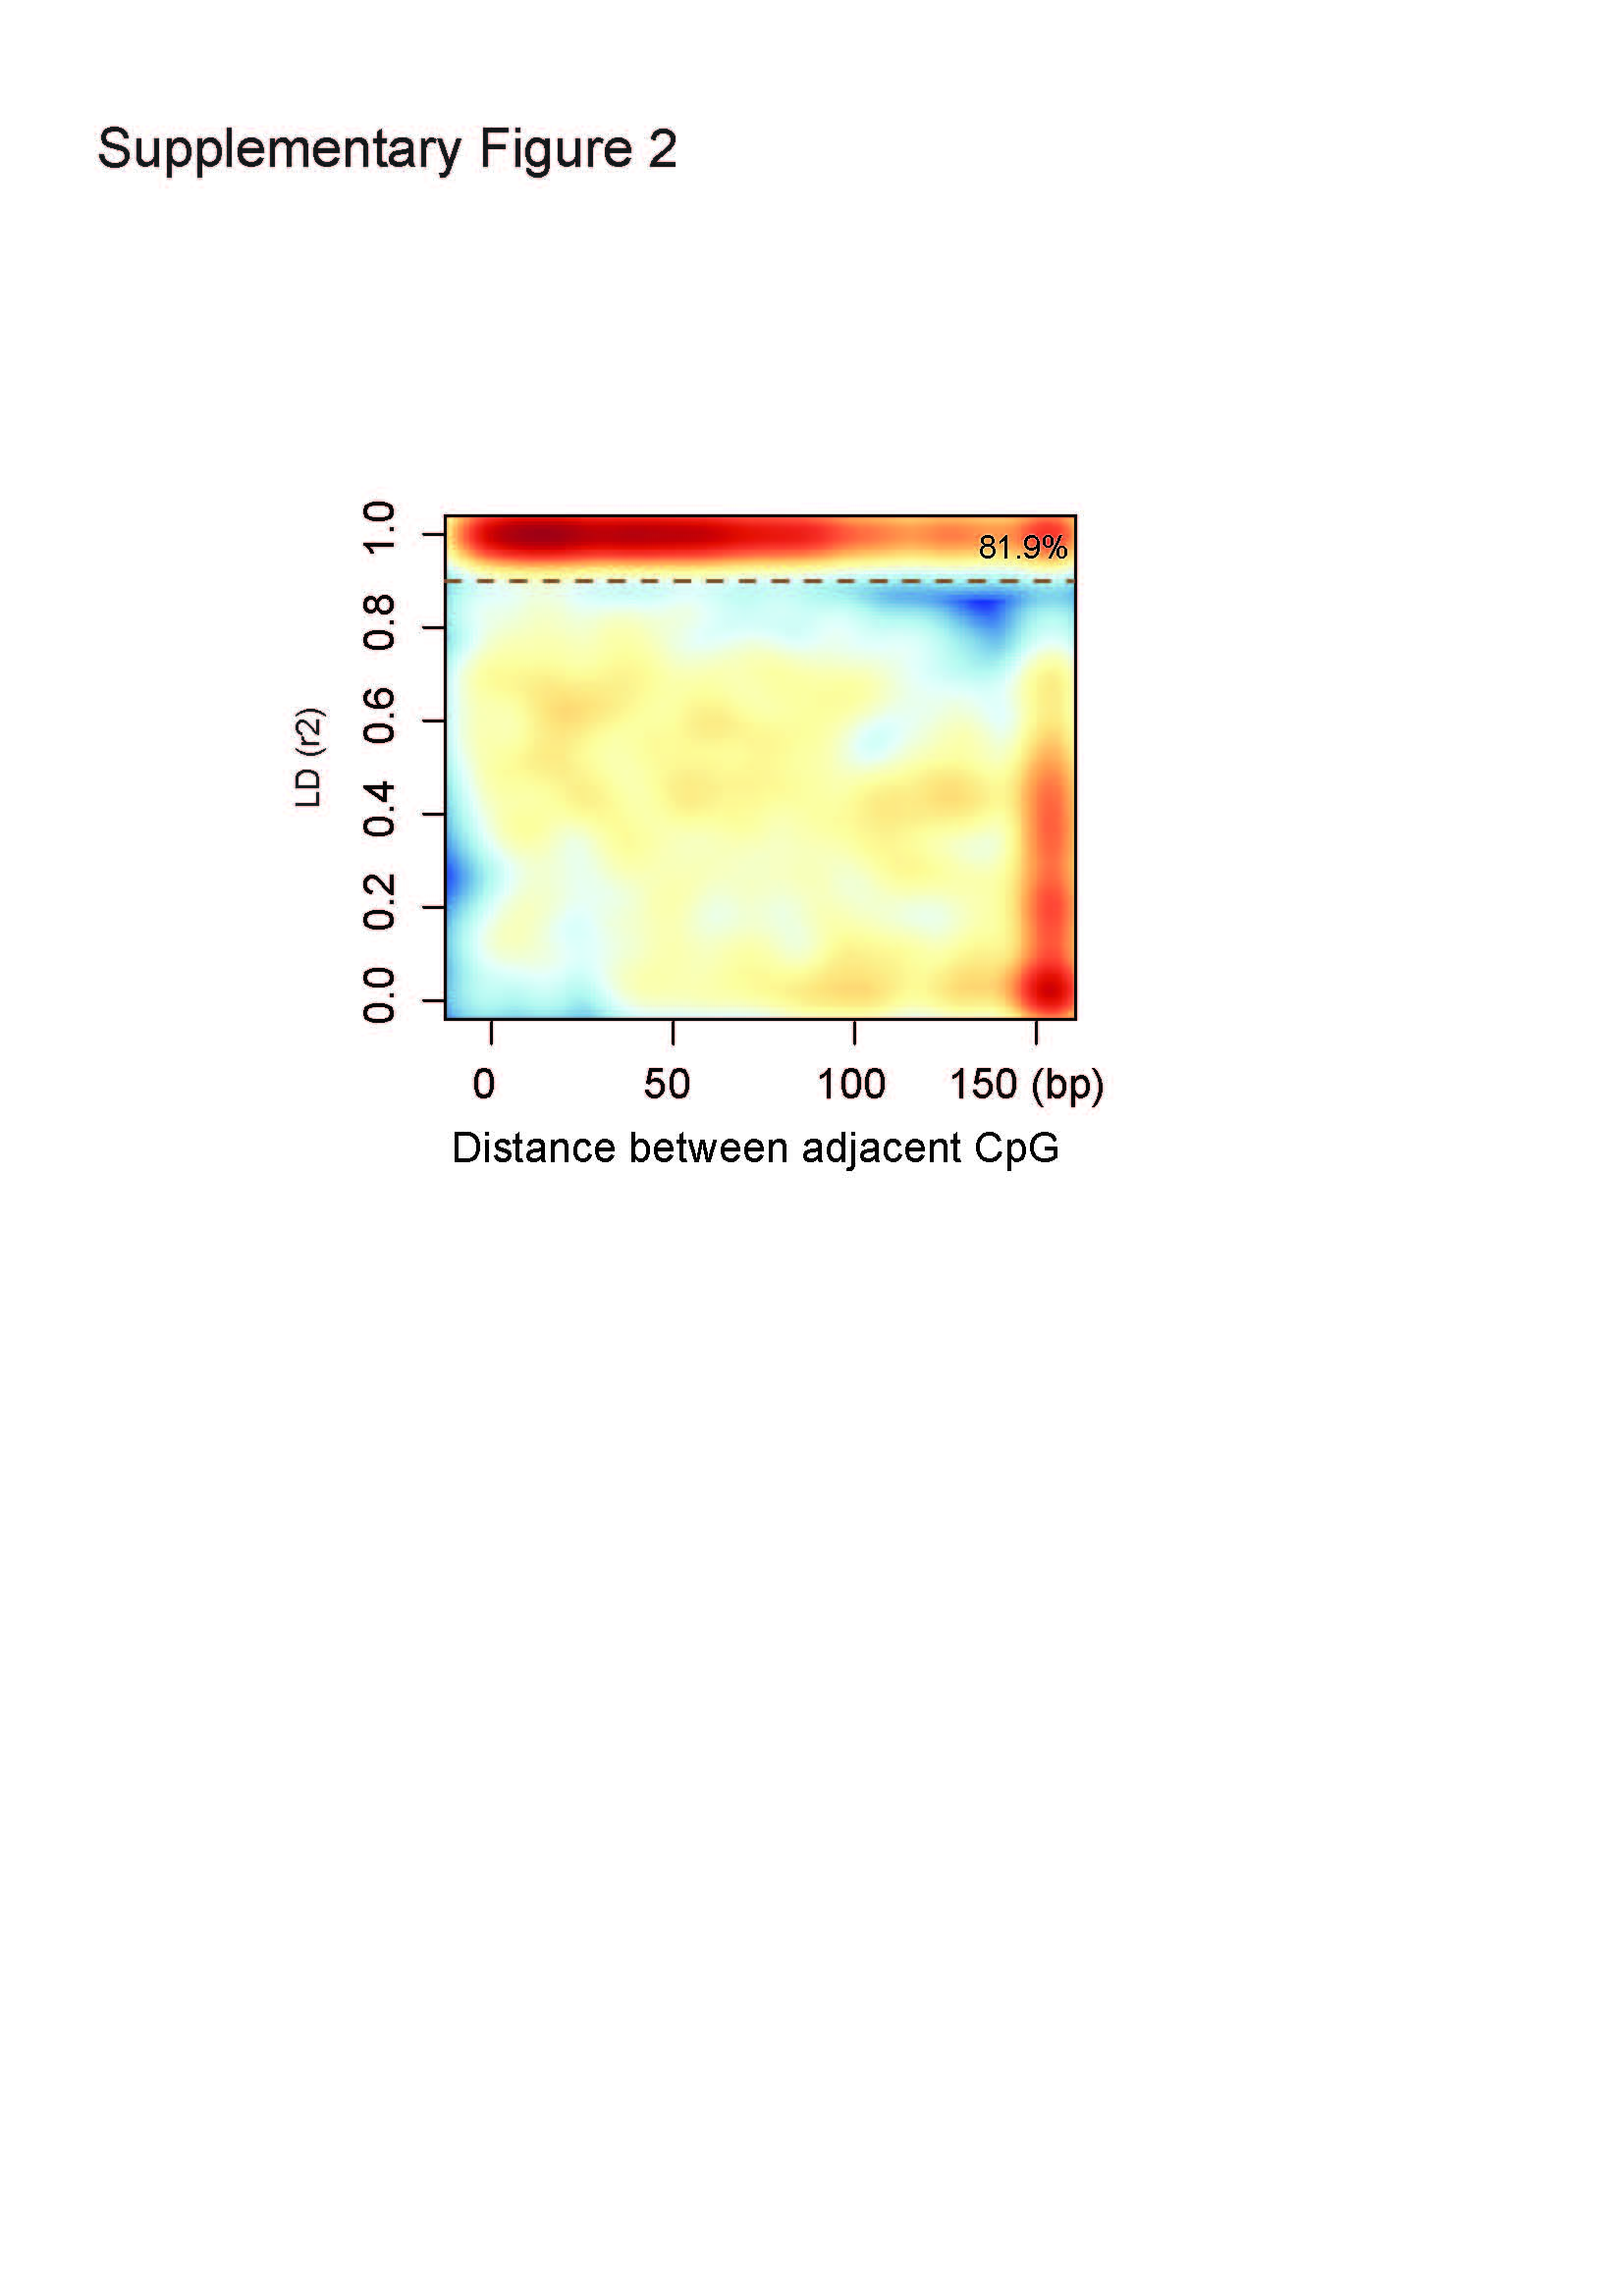 Supplementary Figure 2
81.9%
LD (r2)
1.0
0.8
0.6
0.4
0.2
0.0
0 50 100 150 (bp)
Distance between adjacent CpG